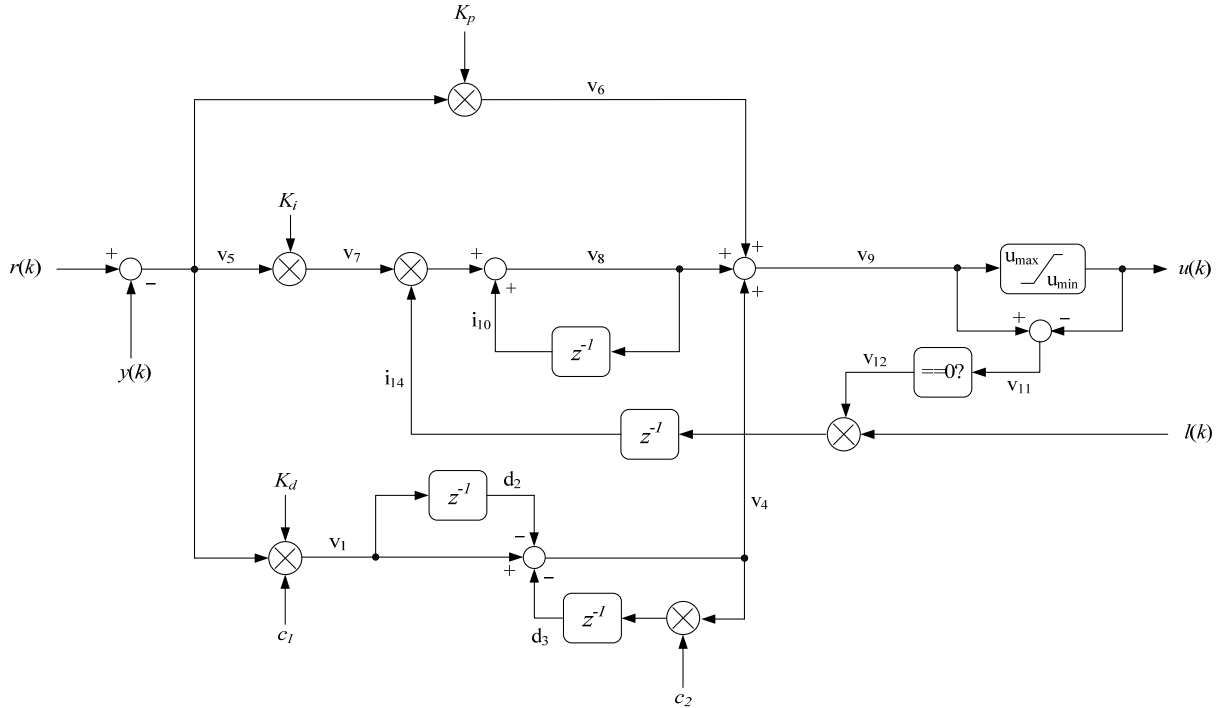 Kp
v6
Ki
r(k)
+
−
v5
v7
+
+
v8
+
+
+
v9
umax
umin
u(k)
y(k)
i10
z-1
+
−
i14
v12
==0?
v11
z-1
l(k)
Kd
z-1
d2
v4
v1
−
+
−
z-1
d3
c1
c2